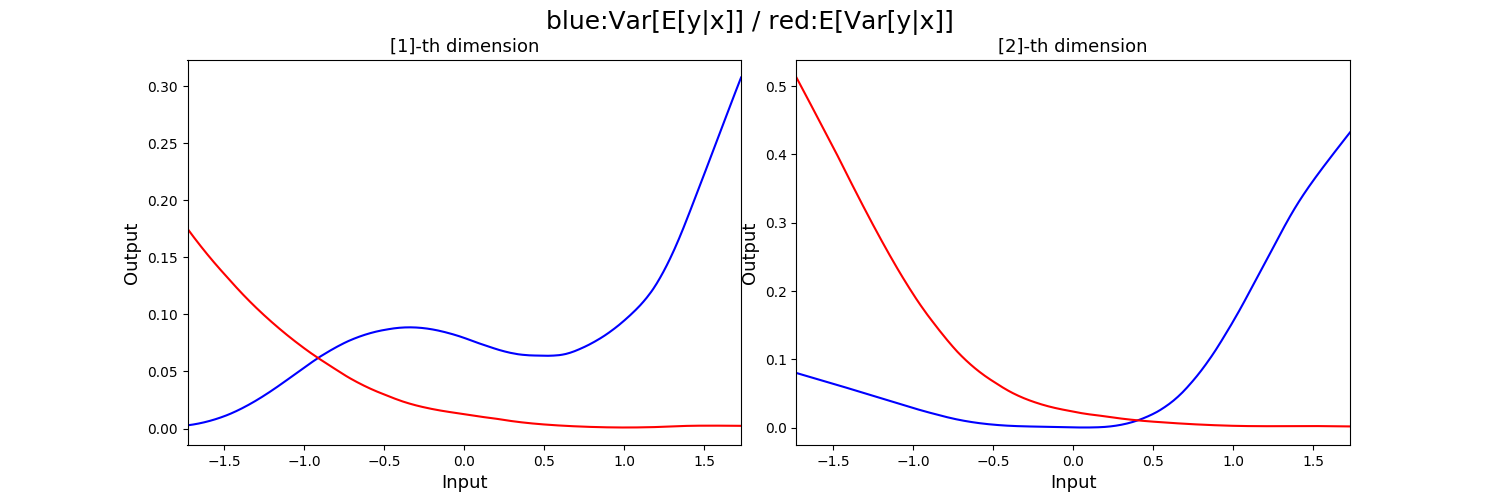 blue:Var[E[y|x]] / red:E[Var[y|x]]
[1]-th dimension
0.30
0.25
0.20
0.15
0.10
0.05
0.00
Output
−1.5 −1.0 −0.5 0.0 0.5 1.0 1.5
Input
[2]-th dimension
0.5
0.4
0.3
0.2
0.1
0.0
Output
−1.5 −1.0 −0.5 0.0 0.5 1.0 1.5
Input